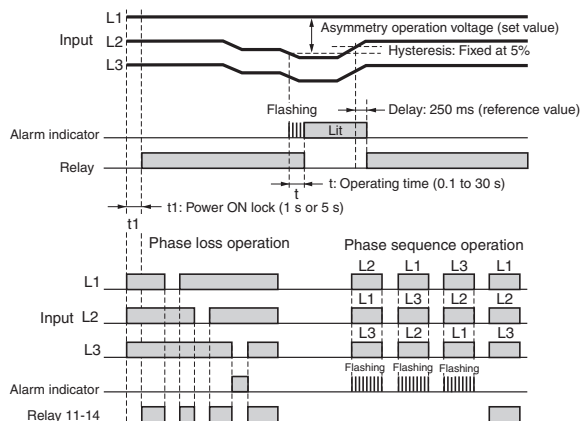 L1
Asymmetry operation voltage (set value)
Input
L2
Hysteresis: Fixed at 5%
L3
Flashing
Delay: 250 ms (reference value)
Alarm indicator
Lit
Relay
t
t: Operating time (0.1 to 30 s)
t1: Power ON lock (1 s or 5 s)
t1
Phase loss operation
Phase sequence operation
L2
L1
L3
L1
L1
L1
L3
L2
L2
Input
L2
L3
L2
L1
L3
L3
Flashing
Flashing
Flashing
Alarm indicator
Relay 11-14